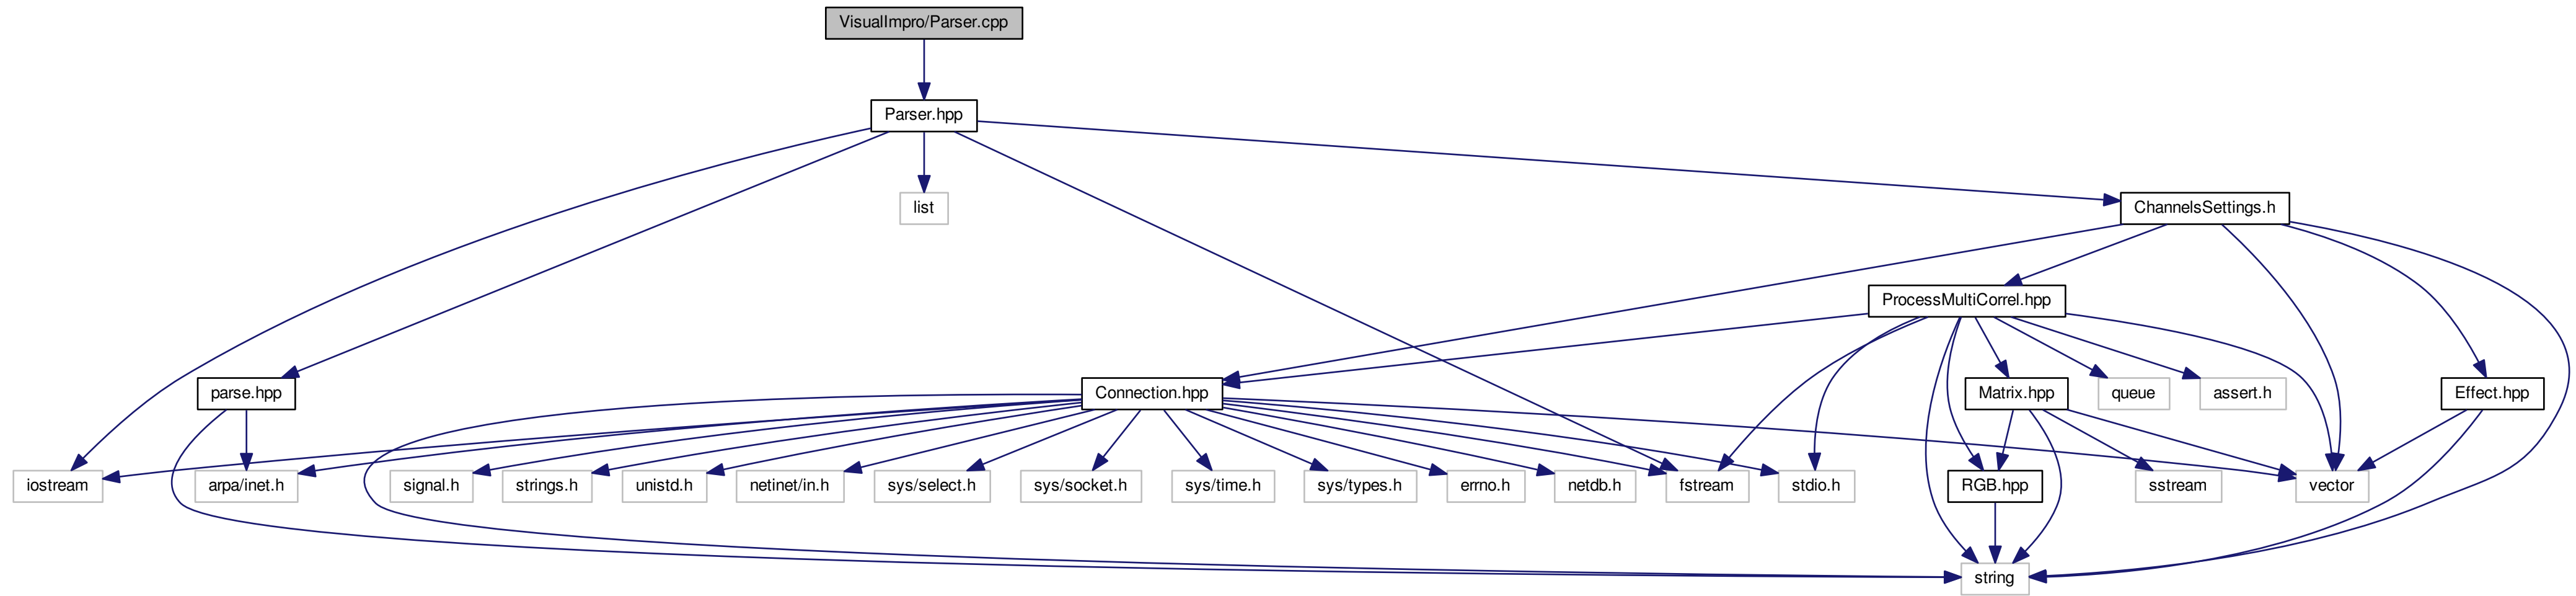 VisualImpro/Parser.cpp
Parser.hpp
list
ChannelsSettings.h
ProcessMultiCorrel.hpp
parse.hpp
Connection.hpp
Matrix.hpp
queue
assert.h
Effect.hpp
iostream
arpa/inet.h
signal.h
strings.h
unistd.h
netinet/in.h
sys/select.h
sys/socket.h
sys/time.h
sys/types.h
errno.h
netdb.h
fstream
stdio.h
RGB.hpp
sstream
vector
string